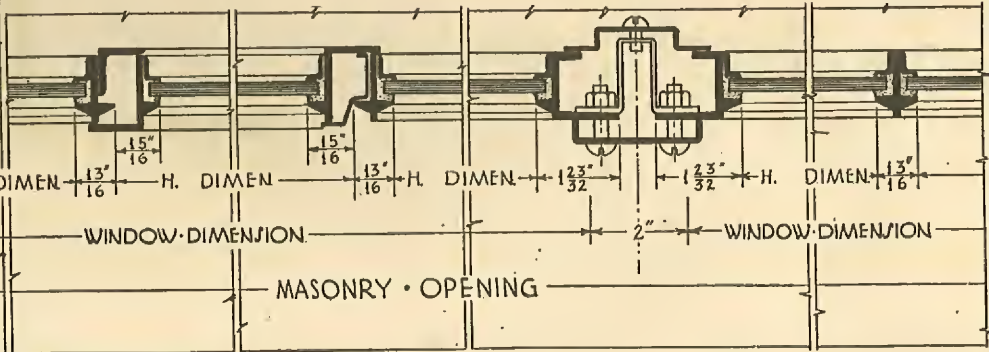 15"
16
15"
16
DIMEN. 13" H. DIMEN 13" H. DIMEN. 1 23" 1 23" H. DIMEN. 13"
16 16 32 32 16
WINDOW·DIMENSION 2" WINDOW·DIMENSION
MASONRY · OPENING